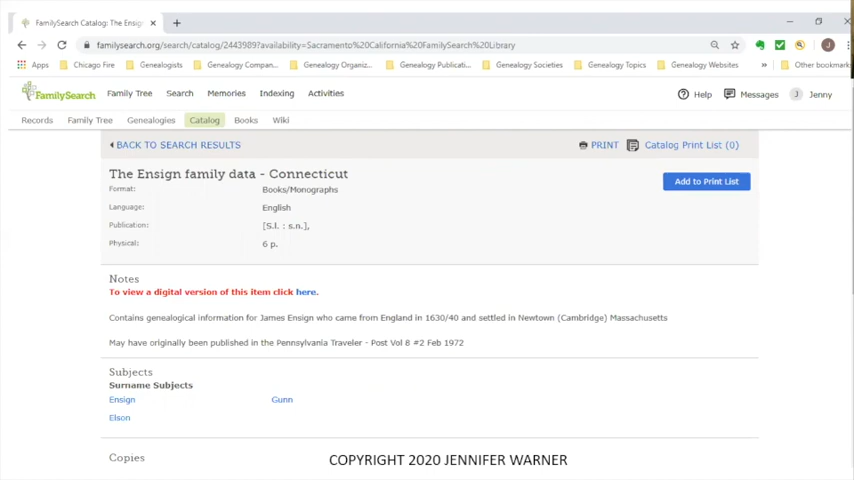 FamilySearch Catalog: The Ensig
familysearch.org/search/catalog/2443989?availability=Sacramento%20California%20FamilySearch%20Library
Apps Chicago Fire Genealogists Genealogy Compan... Genealogy Organiz... Genealogy Publicati... Genealogy Societies Genealogy Topics Genealogy Websites » Other bookmarks
FamilySearch Family Tree Search Memories Indexing Activities Help Messages J Jenny
Records Family Tree Genealogies Catalog Books Wiki
BACK TO SEARCH RESULTS PRINT Catalog Print List (0)
The Ensign family data - Connecticut Add to Print List
Format: Books/Monographs
Language: English
Publication: [S.l. : s.n.],
Physical: 6 p.
Notes
To view a digital version of this item click here.
Contains genealogical information for James Ensign who came from England in 1630/40 and settled in Newtown (Cambridge) Massachusetts
May have originally been published in the Pennsylvania Traveler - Post Vol 8 #2 Feb 1972
Subjects
Surname Subjects
Ensign Gunn
Elson
Copies
COPYRIGHT 2020 JENNIFER WARNER